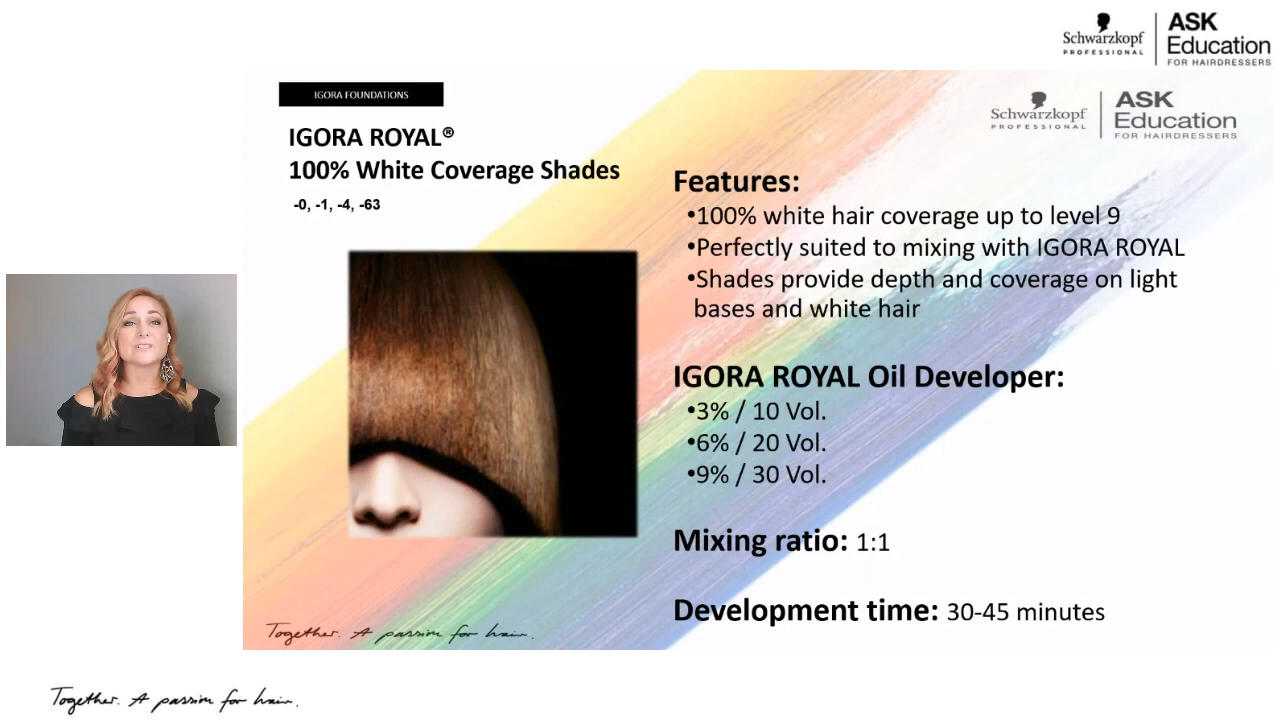 Schwarzkopf
PROFESSIONAL
ASK
Education
FOR HAIRDRESSERS
IGORA FOUNDATIONS
Schwarzkopf
PROFESSIONAL
ASK
Education
FOR HAIRDRESSERS
IGORA ROYAL®
100% White Coverage Shades
-0, -1, -4, -63
Features:
•100% white hair coverage up to level 9
•Perfectly suited to mixing with IGORA ROYAL
•Shades provide depth and coverage on light
bases and white hair
IGORA ROYAL Oil Developer:
•3% / 10 Vol.
•6% / 20 Vol.
•9% / 30 Vol.
Mixing ratio: 1:1
Development time: 30-45 minutes
Together. A passion for hair.
Together. A passion for hair.